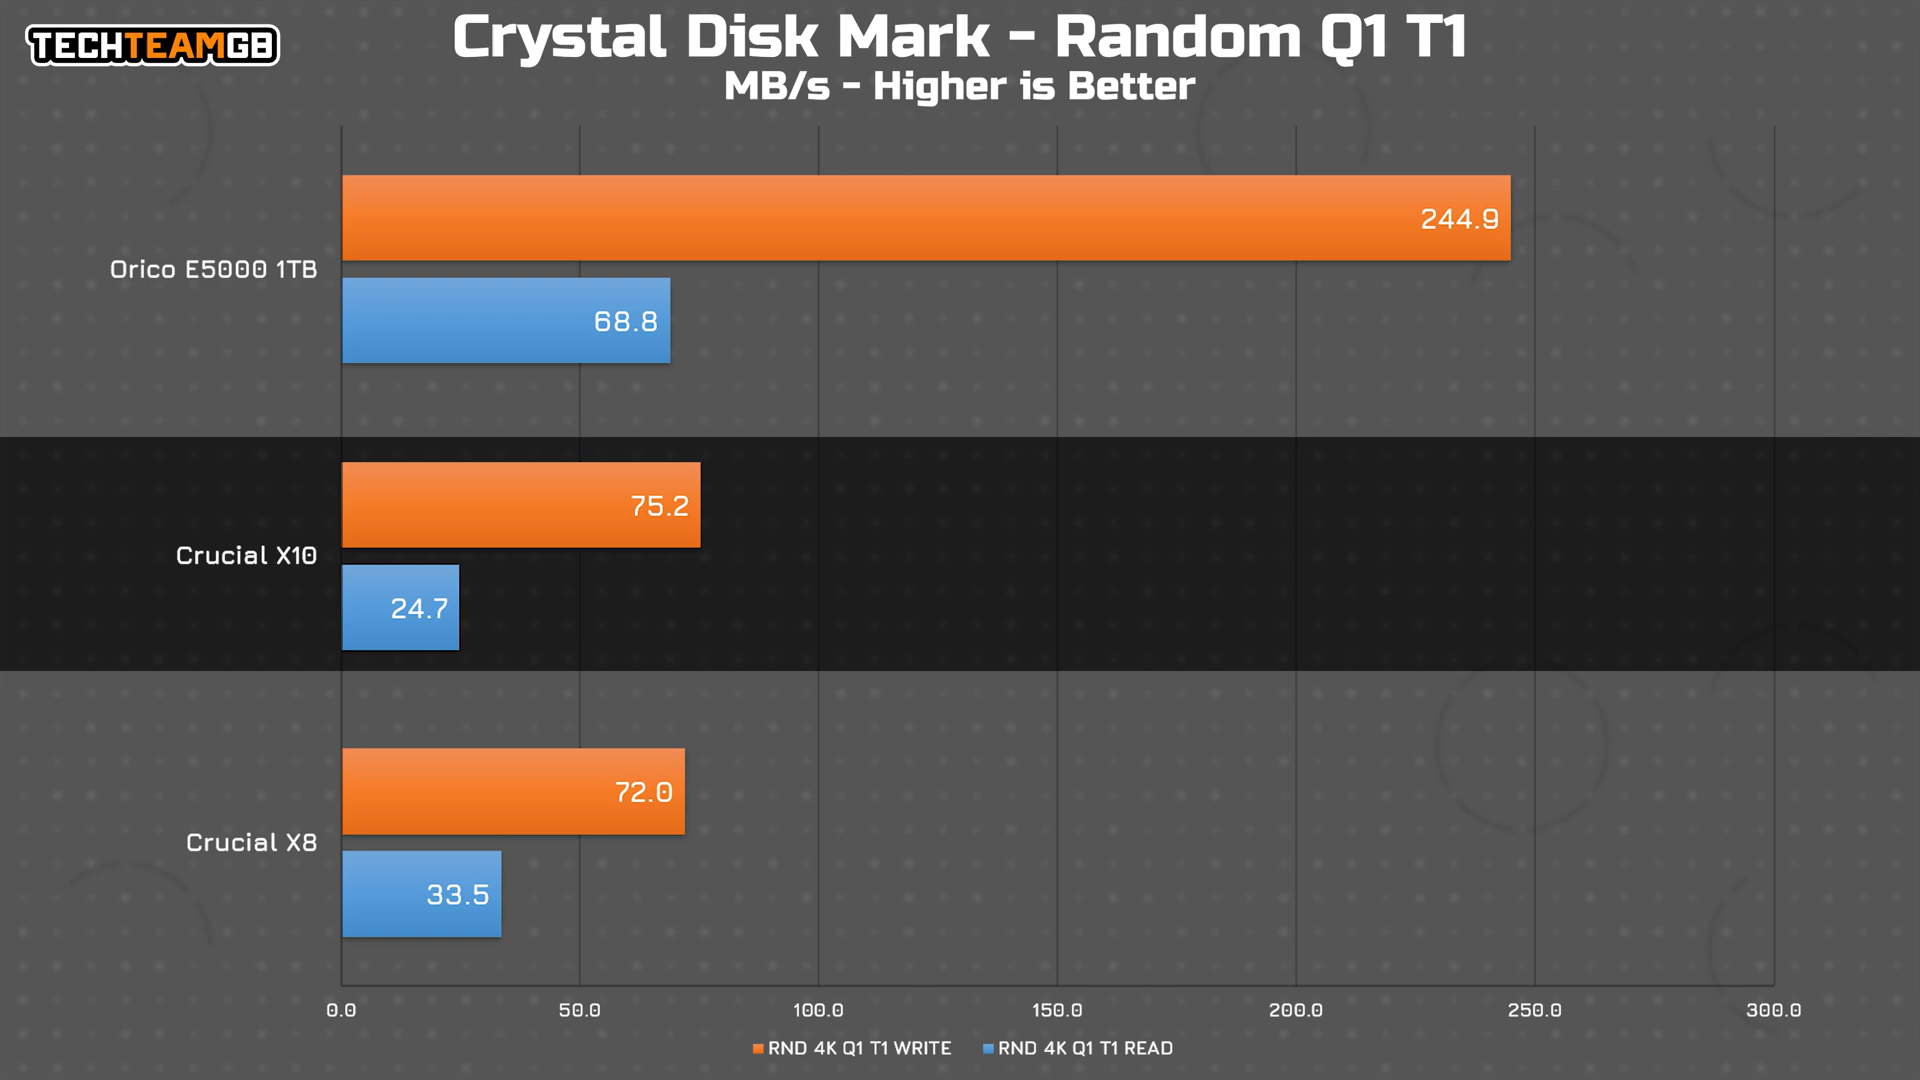 TECHTEAMGB
Crystal Disk Mark - Random Q1 T1
MB/s - Higher is Better
Orico E5000 1TB
244.9
68.8
Crucial X10
75.2
24.7
Crucial X8
72.0
33.5
0.0 50.0 100.0 150.0 200.0 250.0 300.0
RND 4K Q1 T1 WRITE RND 4K Q1 T1 READ